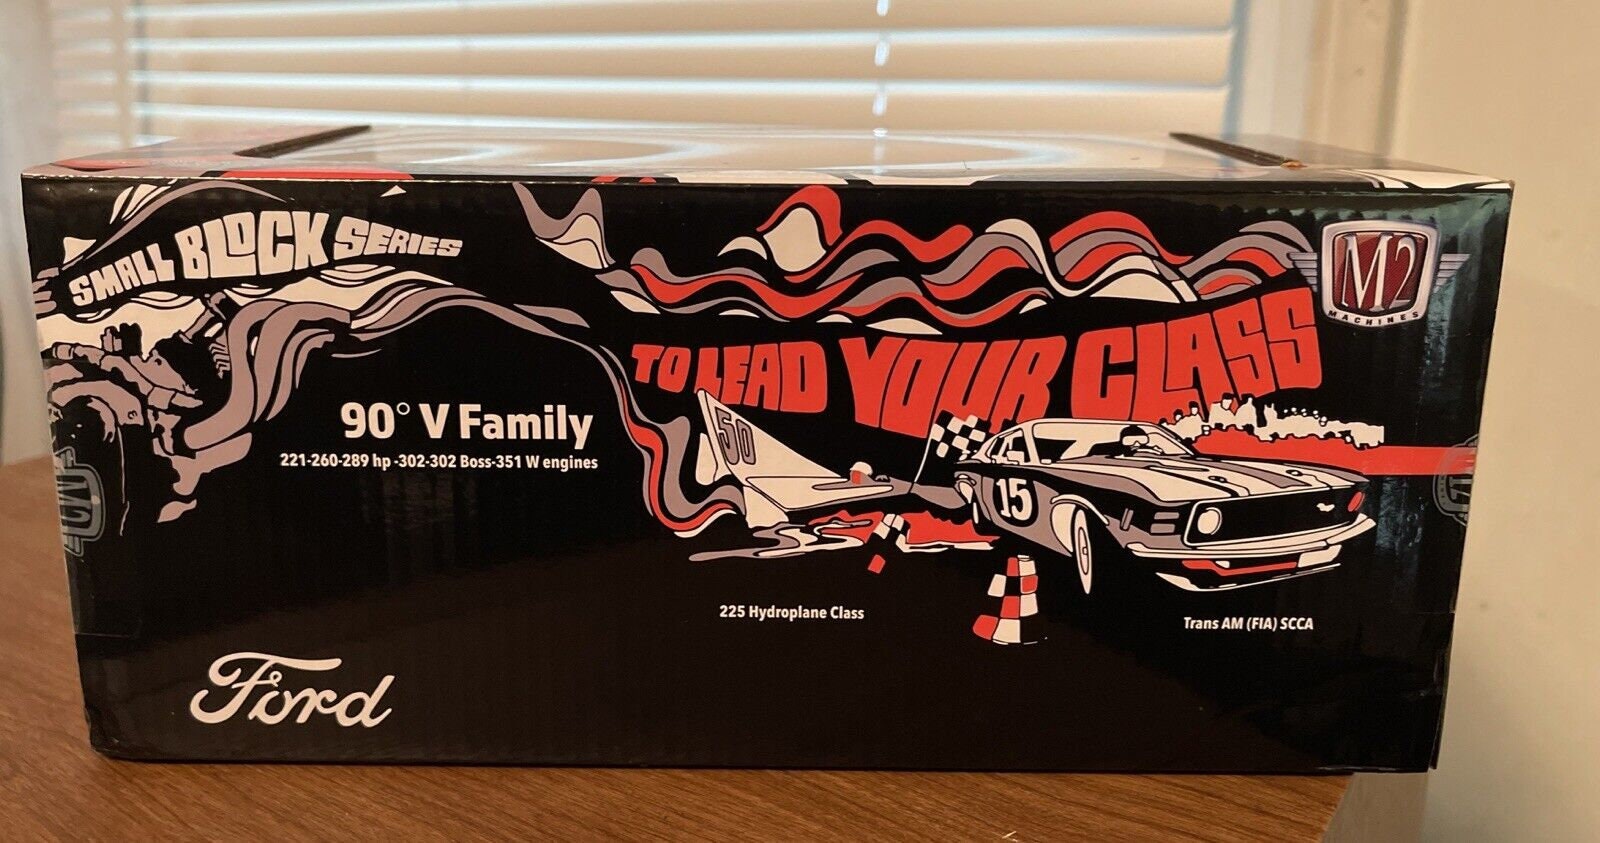 SMALL BLOCK SERIES
M2
MACHINES
TO LEAD YOUR CLASS
90° V Family
221-260-289 hp -302-302 Boss-351 W engines
50
15
M2
225 Hydroplane Class
Trans AM (FIA) SCCA
Ford